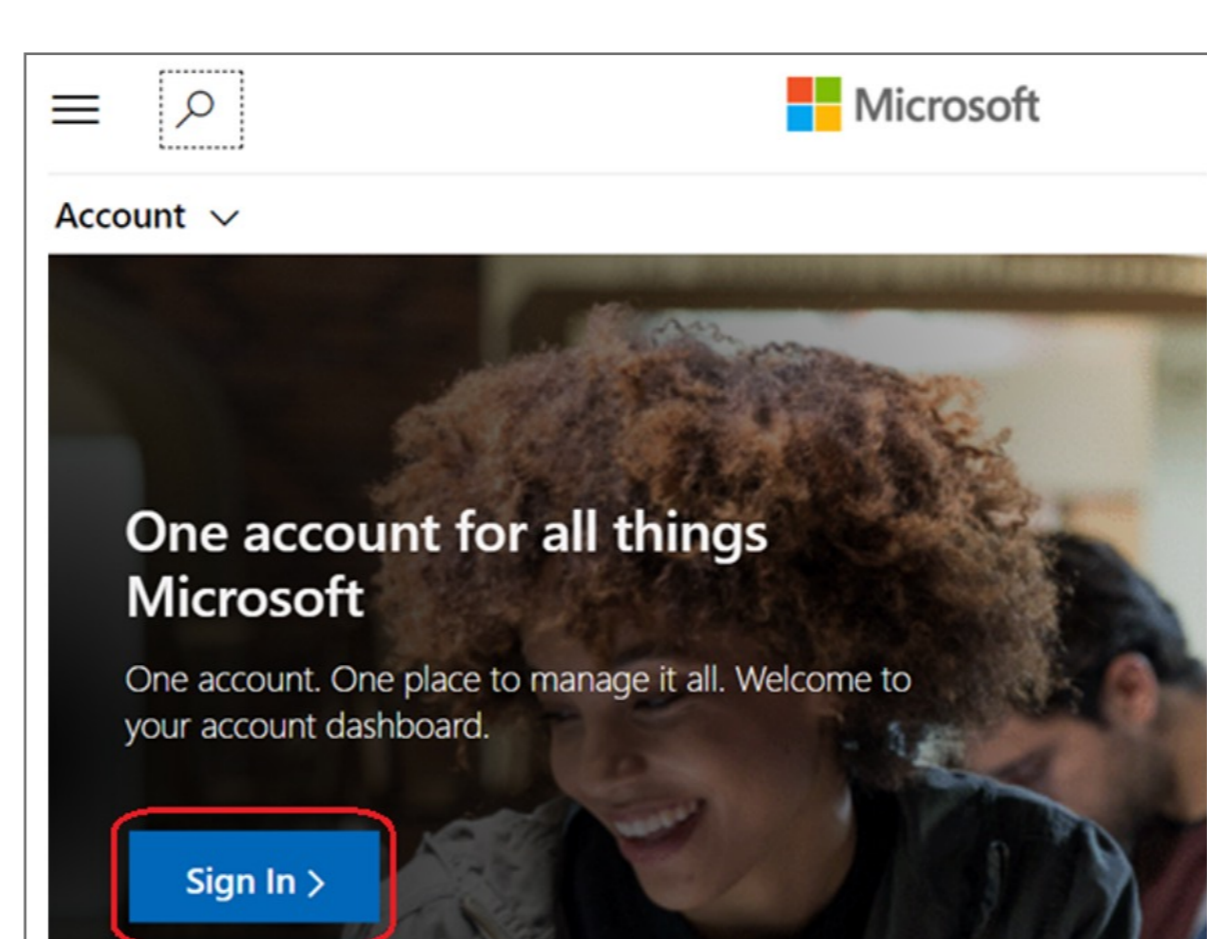 Microsoft
Account
One account for all things
Microsoft
One account. One place to manage it all. Welcome to
your account dashboard.
Sign In >